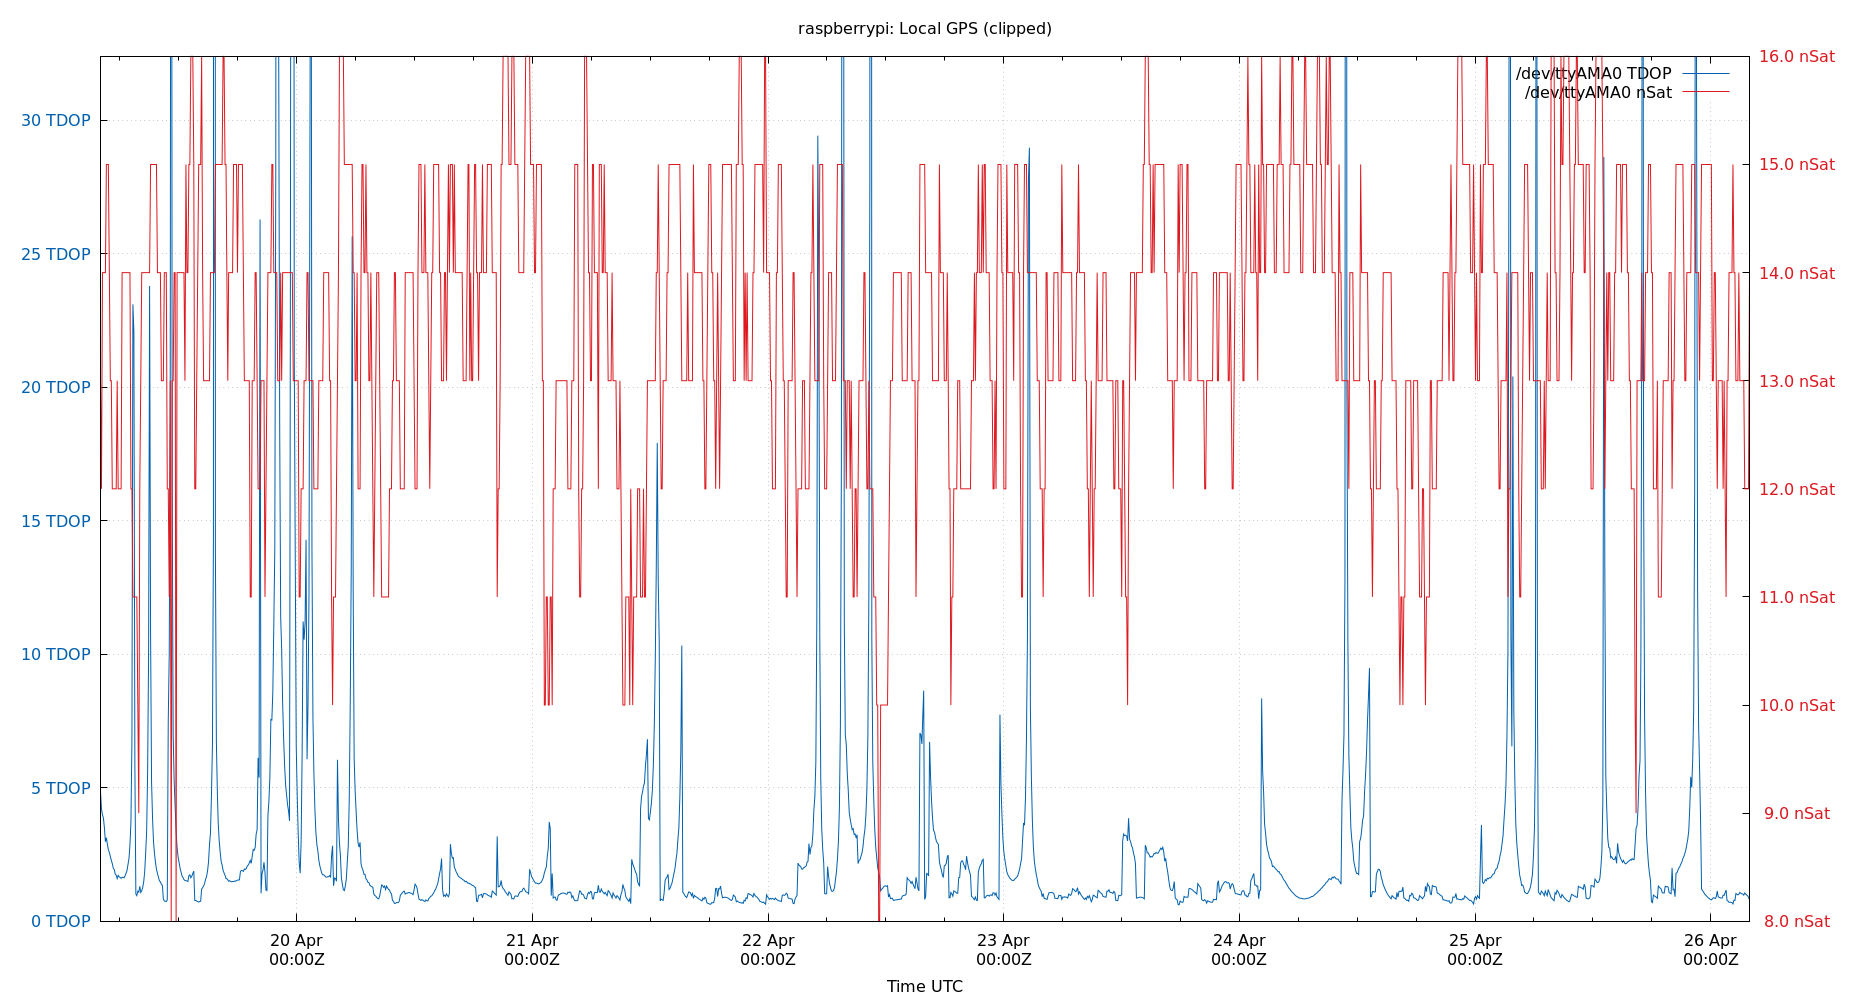 raspberrypi: Local GPS (clipped)
/dev/ttyAMA0 TDOP
/dev/ttyAMA0 nSat
30 TDOP
25 TDOP
20 TDOP
15 TDOP
10 TDOP
5 TDOP
0 TDOP
16.0 nSat
15.0 nSat
14.0 nSat
13.0 nSat
12.0 nSat
11.0 nSat
10.0 nSat
9.0 nSat
8.0 nSat
20 Apr 21 Apr 22 Apr 23 Apr 24 Apr 25 Apr 26 Apr
00:00Z 00:00Z 00:00Z 00:00Z 00:00Z 00:00Z 00:00Z
Time UTC